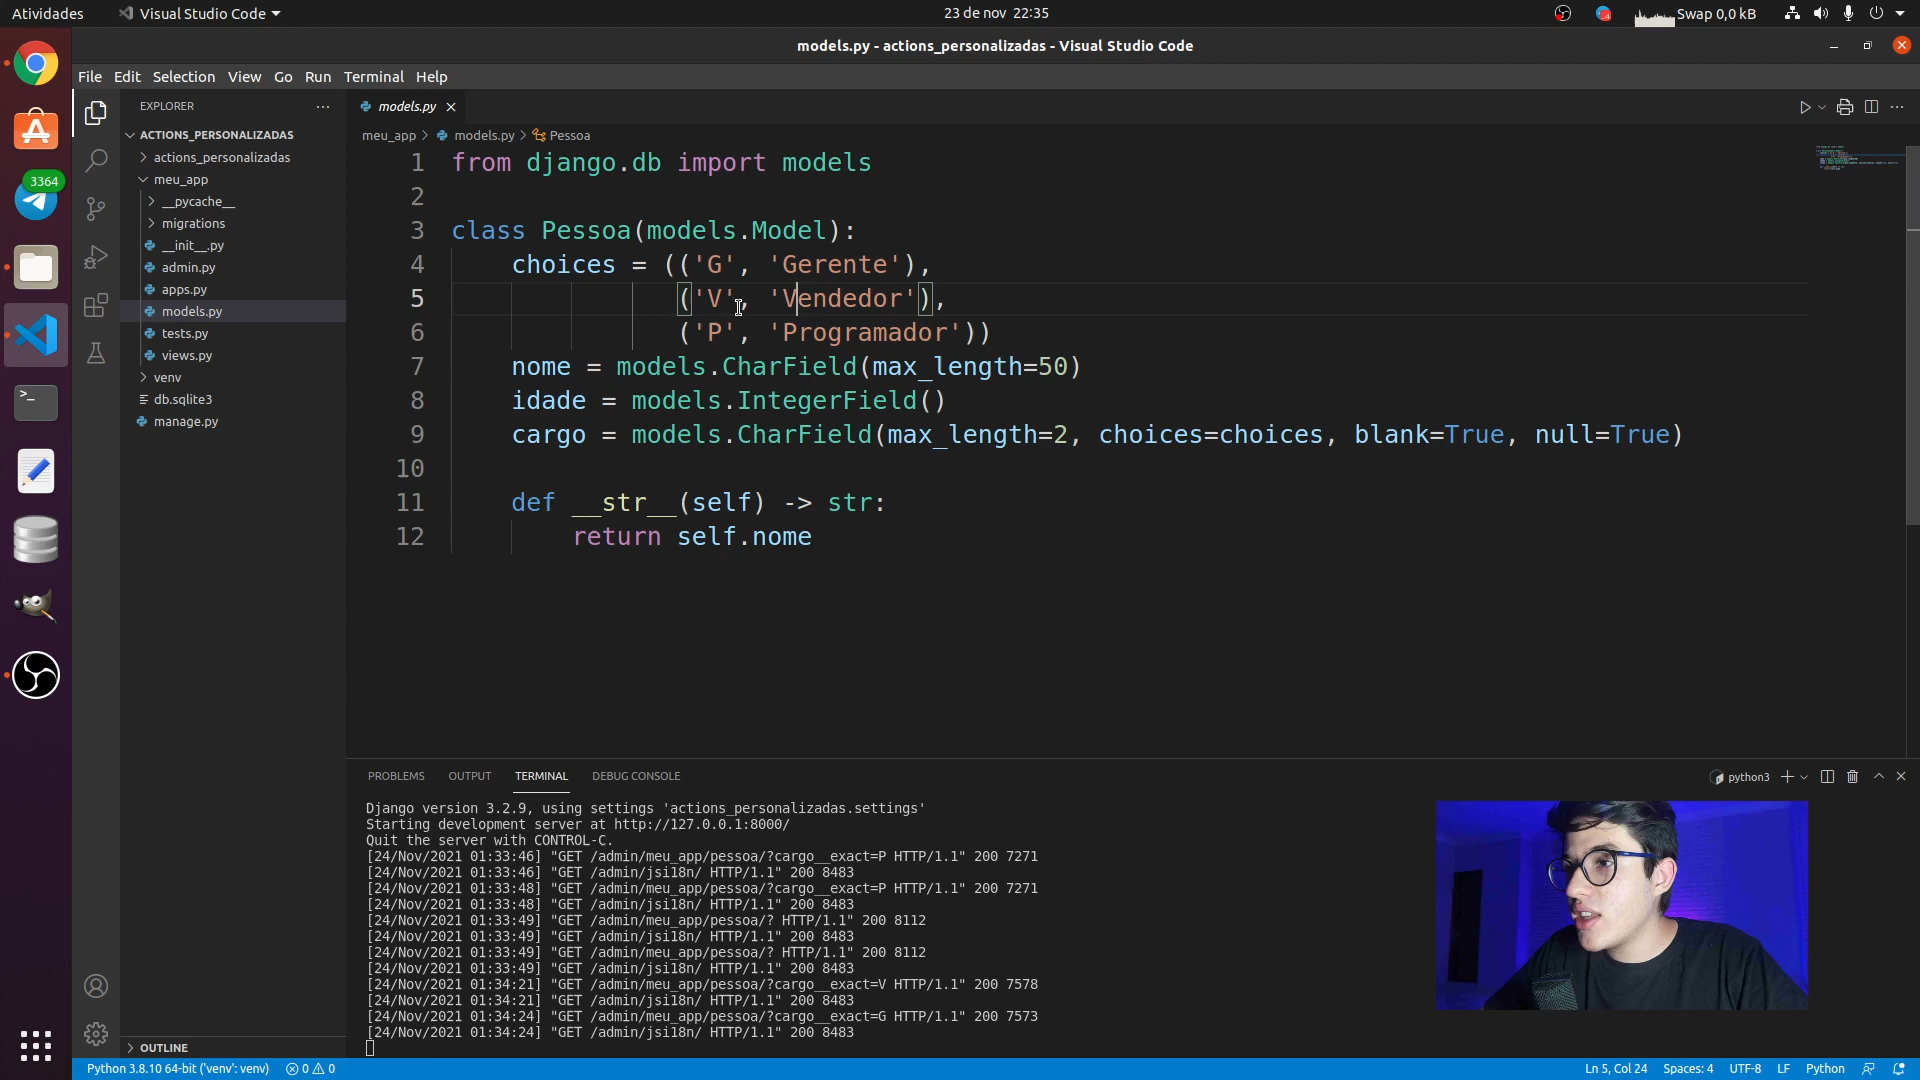 Atividades
Visual Studio Code
23 de nov 22:35
4
Swap 0,0 kB
models.py - actions_personalizadas - Visual Studio Code
File Edit Selection View Go Run Terminal Help
EXPLORER
ACTIONS_PERSONALIZADAS
actions_personalizadas
meu_app
__pycache__
migrations
__init__.py
admin.py
apps.py
models.py
tests.py
views.py
venv
db.sqlite3
manage.py
OUTLINE
3364
models.py
meu_app > models.py > Pessoa
1 from django.db import models
2
3 class Pessoa(models.Model):
4 choices = (('G', 'Gerente'),
5 ('V', 'Vendedor'),
6 ('P', 'Programador'))
7 nome = models.CharField(max_length=50)
8 idade = models.IntegerField()
9 cargo = models.CharField(max_length=2, choices=choices, blank=True, null=True)
10
11 def __str__(self) -> str:
12 return self.nome
PROBLEMS OUTPUT TERMINAL DEBUG CONSOLE
python3
Django version 3.2.9, using settings 'actions_personalizadas.settings'
Starting development server at http://127.0.0.1:8000/
Quit the server with CONTROL-C.
[24/Nov/2021 01:33:46] "GET /admin/meu_app/pessoa/?cargo__exact=P HTTP/1.1" 200 7271
[24/Nov/2021 01:33:46] "GET /admin/jsi18n/ HTTP/1.1" 200 8483
[24/Nov/2021 01:33:48] "GET /admin/meu_app/pessoa/?cargo__exact=P HTTP/1.1" 200 7271
[24/Nov/2021 01:33:48] "GET /admin/jsi18n/ HTTP/1.1" 200 8483
[24/Nov/2021 01:33:49] "GET /admin/meu_app/pessoa/? HTTP/1.1" 200 8112
[24/Nov/2021 01:33:49] "GET /admin/jsi18n/ HTTP/1.1" 200 8483
[24/Nov/2021 01:33:49] "GET /admin/meu_app/pessoa/? HTTP/1.1" 200 8112
[24/Nov/2021 01:33:49] "GET /admin/jsi18n/ HTTP/1.1" 200 8483
[24/Nov/2021 01:34:21] "GET /admin/meu_app/pessoa/?cargo__exact=V HTTP/1.1" 200 7578
[24/Nov/2021 01:34:21] "GET /admin/jsi18n/ HTTP/1.1" 200 8483
[24/Nov/2021 01:34:24] "GET /admin/meu_app/pessoa/?cargo__exact=G HTTP/1.1" 200 7573
[24/Nov/2021 01:34:24] "GET /admin/jsi18n/ HTTP/1.1" 200 8483
Python 3.8.10 64-bit ('venv': venv) 0 0
Ln 5, Col 24 Spaces: 4 UTF-8 LF Python